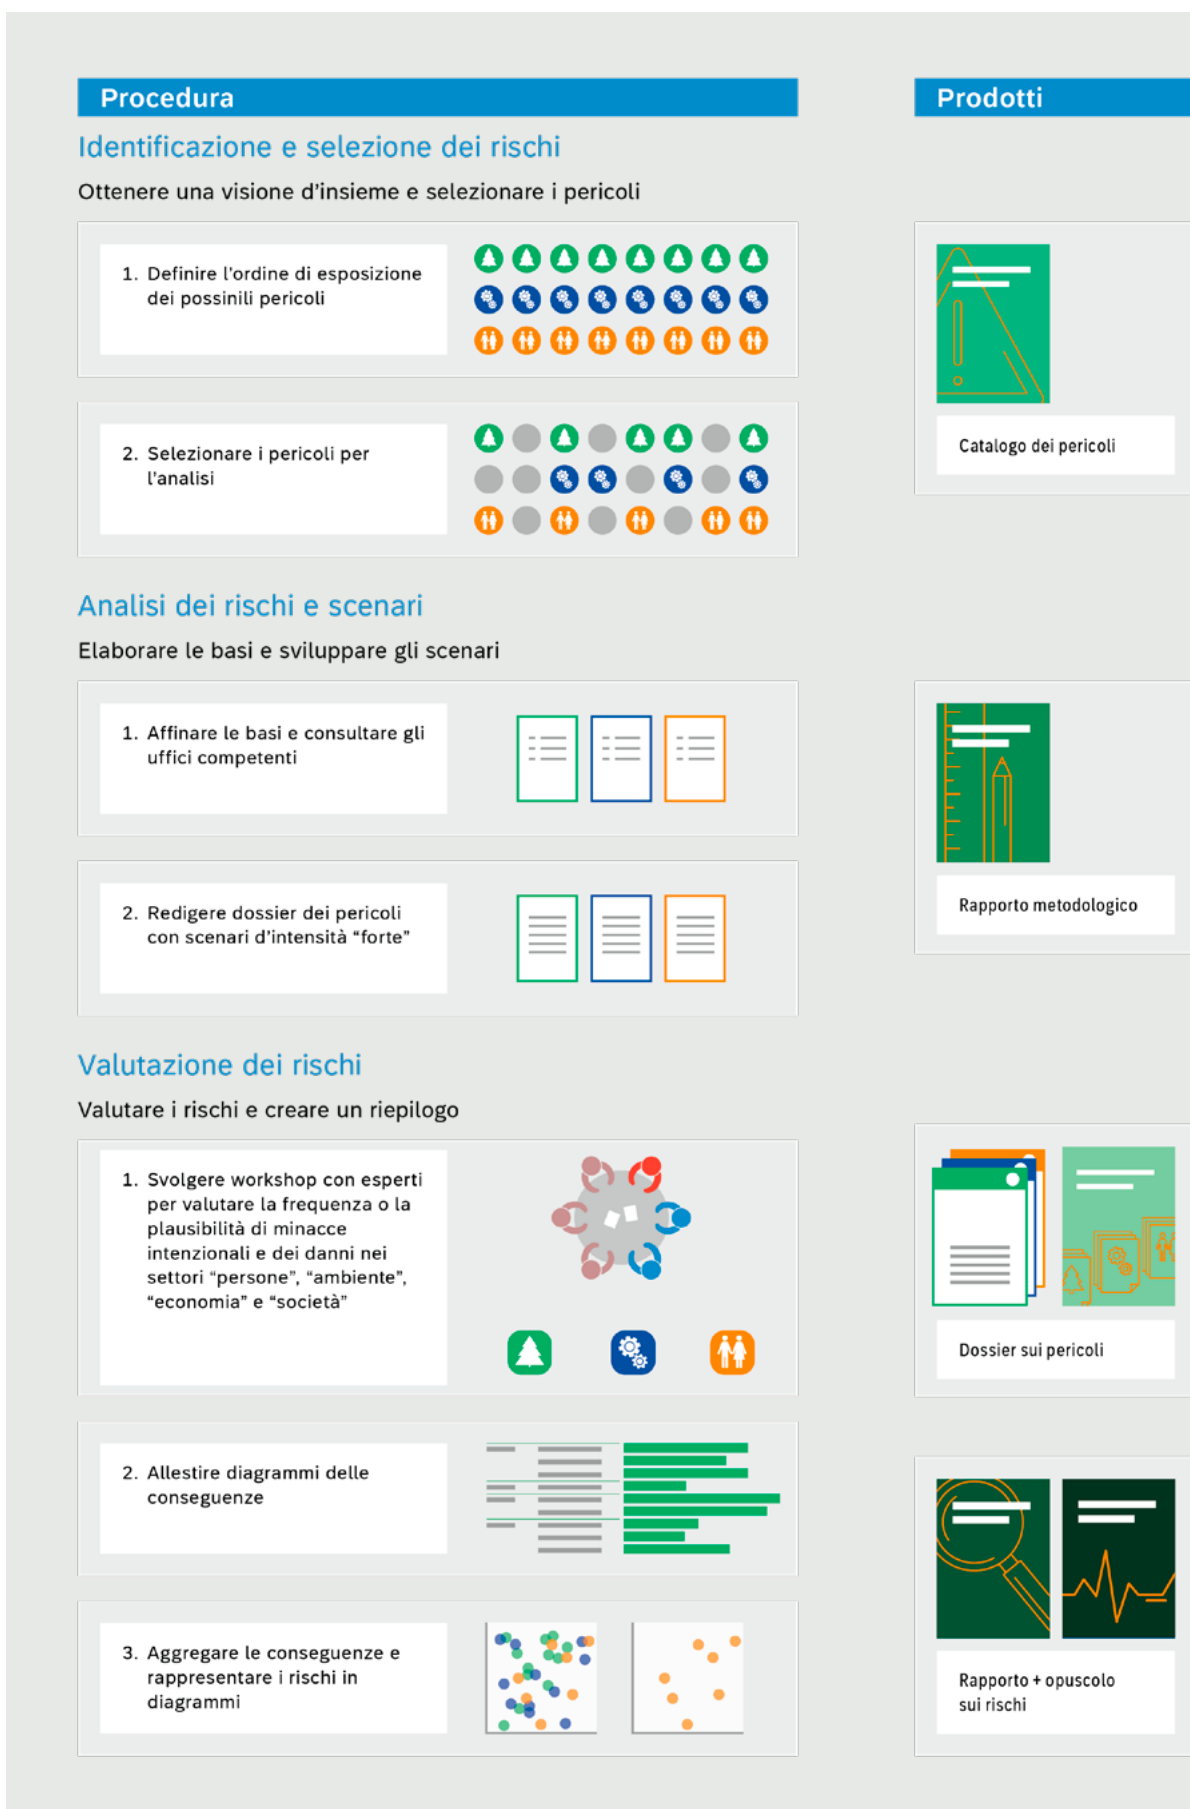 Procedura
Identificazione e selezione dei rischi
Ottenere una visione d'insieme e selezionare i pericoli
1. Definire l'ordine di esposizione
dei possinili pericoli
2. Selezionare i pericoli per
l'analisi
Analisi dei rischi e scenari
Elaborare le basi e sviluppare gli scenari
1. Affinare le basi e consultare gli
uffici competenti
2. Redigere dossier dei pericoli
con scenari d'intensità “forte”
Valutazione dei rischi
Valutare i rischi e creare un riepilogo
1. Svolgere workshop con esperti
per valutare la frequenza o la
plausibilità di minacce
intenzionali e dei danni nei
settori “persone”, “ambiente”,
“economia” e “società”
2. Allestire diagrammi delle
conseguenze
3. Aggregare le conseguenze e
rappresentare i rischi in
diagrammi
Prodotti
Catalogo dei pericoli
Rapporto metodologico
Dossier sui pericoli
Rapporto + opuscolo
sui rischi